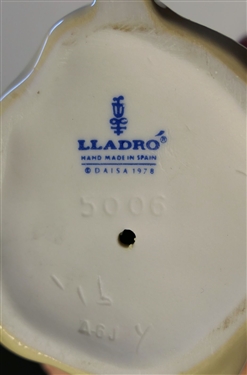 LLADRÓ®
HAND MADE IN SPAIN
© DAISA 1978
5006